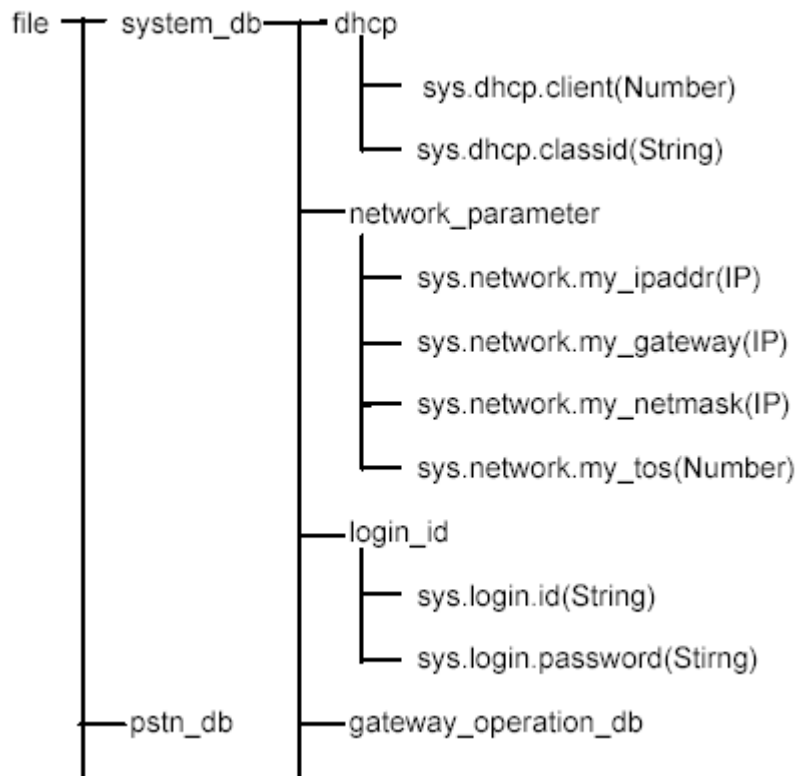 file system_db dhcp
sys.dhcp.client(Number)
sys.dhcp.classid(String)
network_parameter
sys.network.my_ipaddr(IP)
sys.network.my_gateway(IP)
sys.network.my_netmask(IP)
sys.network.my_tos(Number)
login_id
sys.login.id(String)
sys.login.password(Stirng)
pstn_db gateway_operation_db